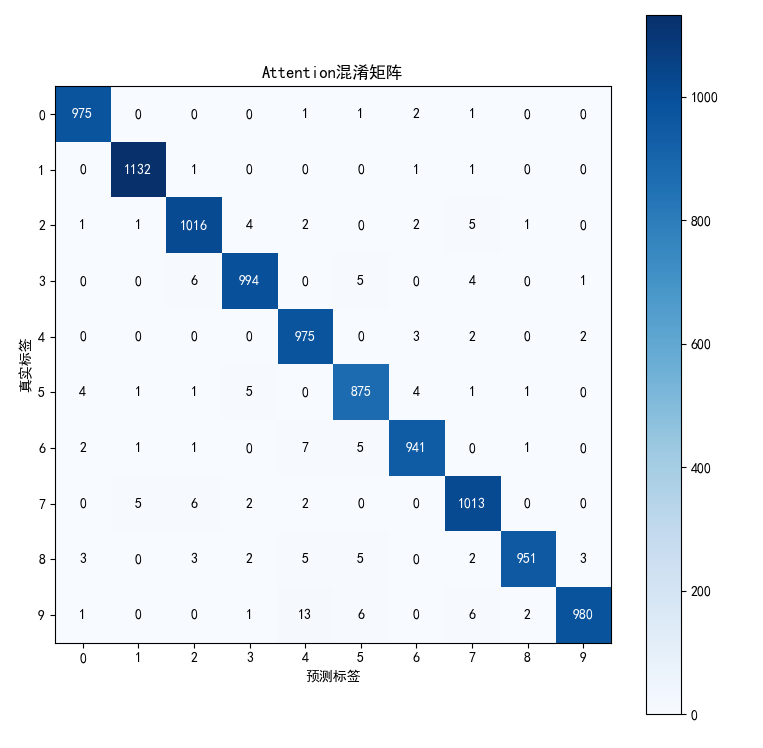 Attention混淆矩阵
真实标签
0 975 0 0 0 1 1 2 1 0 0
1 0 1132 1 0 0 0 1 1 0 0
2 1 1 1016 4 2 0 2 5 1 0
3 0 0 6 994 0 5 0 4 0 1
4 0 0 0 0 975 0 3 2 0 2
5 4 1 1 5 0 875 4 1 1 0
6 2 1 1 0 7 5 941 0 1 0
7 0 5 6 2 2 0 0 1013 0 0
8 3 0 3 2 5 5 0 2 951 3
9 1 0 0 1 13 6 0 6 2 980
0 1 2 3 4 5 6 7 8 9
预测标签
1000
800
600
400
200
0